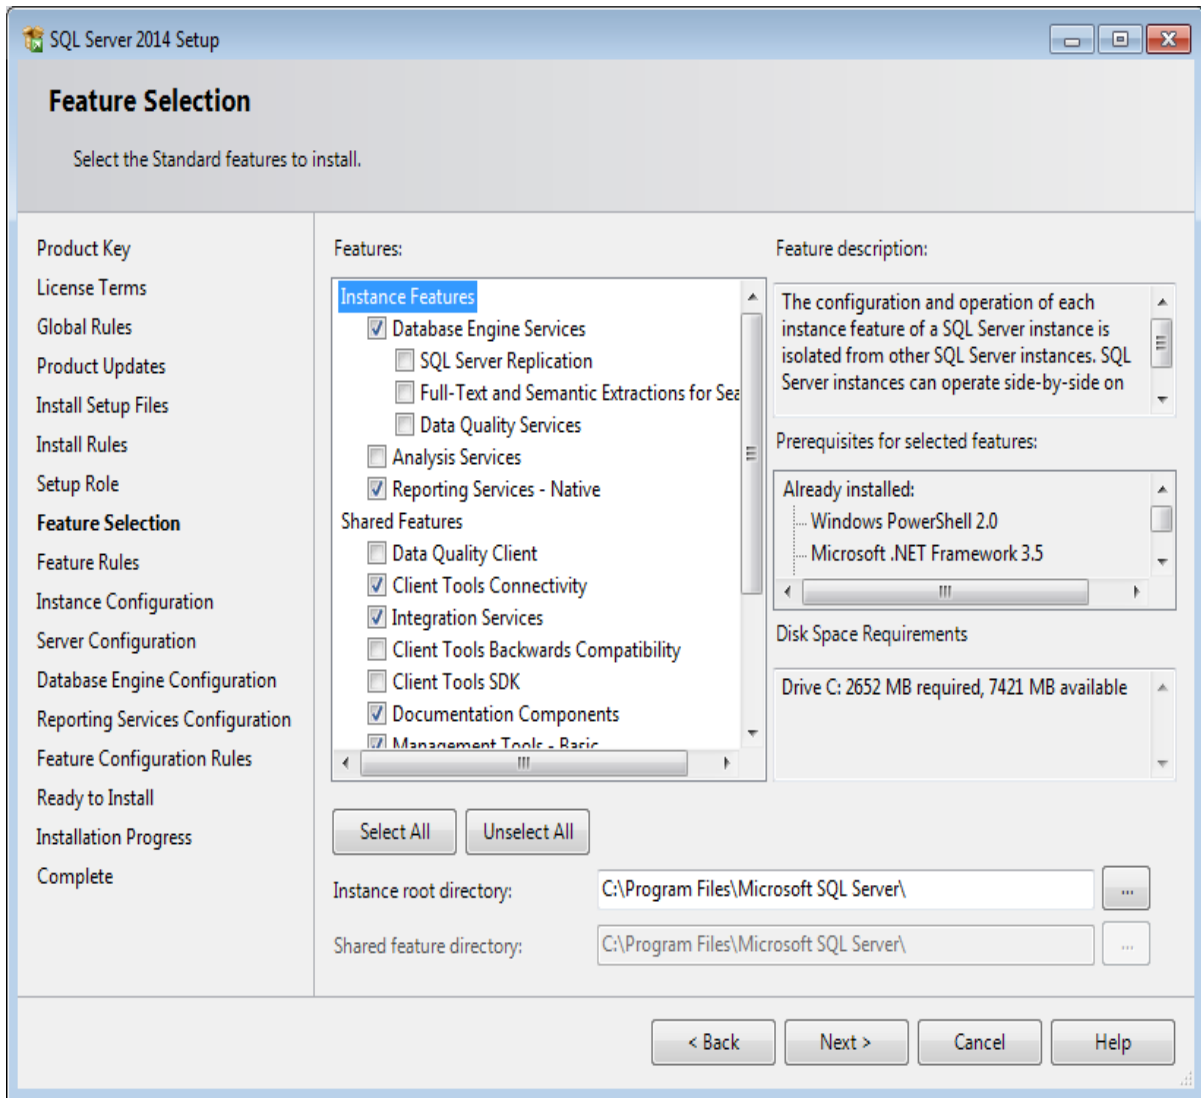 SQL Server 2014 Setup
Feature Selection
Select the Standard features to install.
Product Key
License Terms
Global Rules
Product Updates
Install Setup Files
Install Rules
Setup Role
Feature Selection
Feature Rules
Instance Configuration
Server Configuration
Database Engine Configuration
Reporting Services Configuration
Feature Configuration Rules
Ready to Install
Installation Progress
Complete
Features:
Instance Features
Database Engine Services
SQL Server Replication
Full-Text and Semantic Extractions for Sea
Data Quality Services
Analysis Services
Reporting Services - Native
Shared Features
Data Quality Client
Client Tools Connectivity
Integration Services
Client Tools Backwards Compatibility
Client Tools SDK
Documentation Components
Management Tools - Basic
Feature description:
The configuration and operation of each
instance feature of a SQL Server instance is
isolated from other SQL Server instances. SQL
Server instances can operate side-by-side on
Prerequisites for selected features:
Already installed:
Windows PowerShell 2.0
Microsoft .NET Framework 3.5
Disk Space Requirements
Drive C: 2652 MB required, 7421 MB available
Select All
Unselect All
Instance root directory:
C:\Program Files\Microsoft SQL Server\
...
Shared feature directory:
C:\Program Files\Microsoft SQL Server\
...
< Back
Next >
Cancel
Help